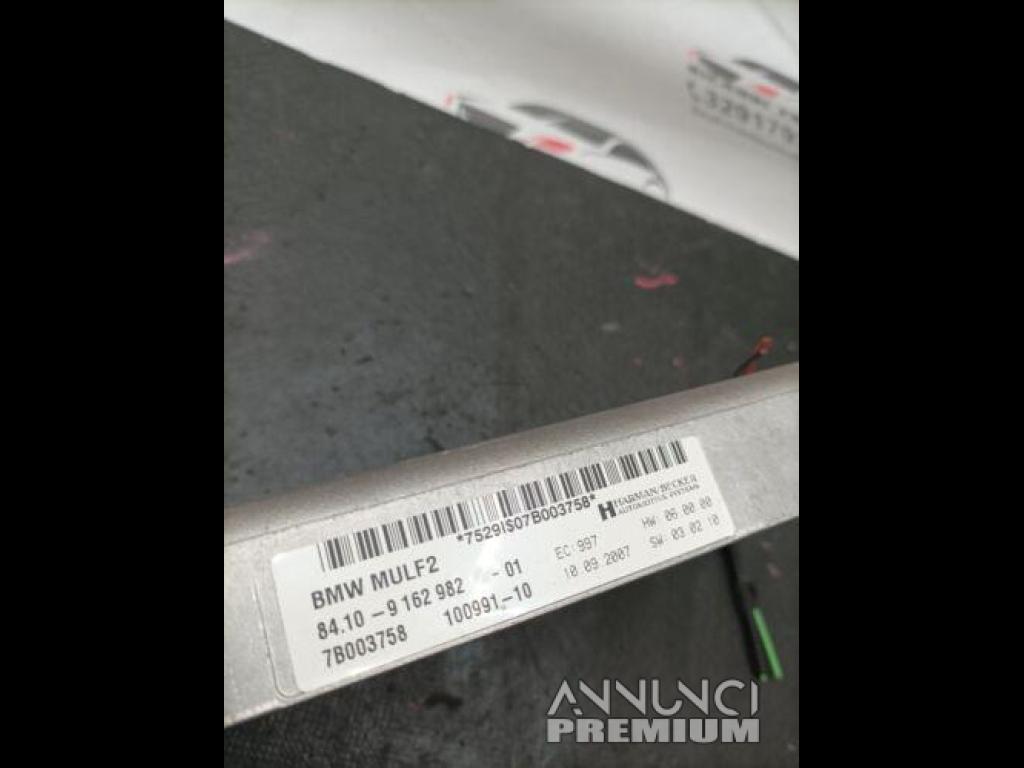 L329179
*7529IS07B003758*
HARMAN/BECKER
AUTOMOTIVE SYSTEMS
BMW MULF2
84.10 - 9 162 982 - 01
7B003758 100991-10
EC:997
10.09.2007
HW: 06.00.00
SW: 03.02.10
ANNUNCI
PREMIUM